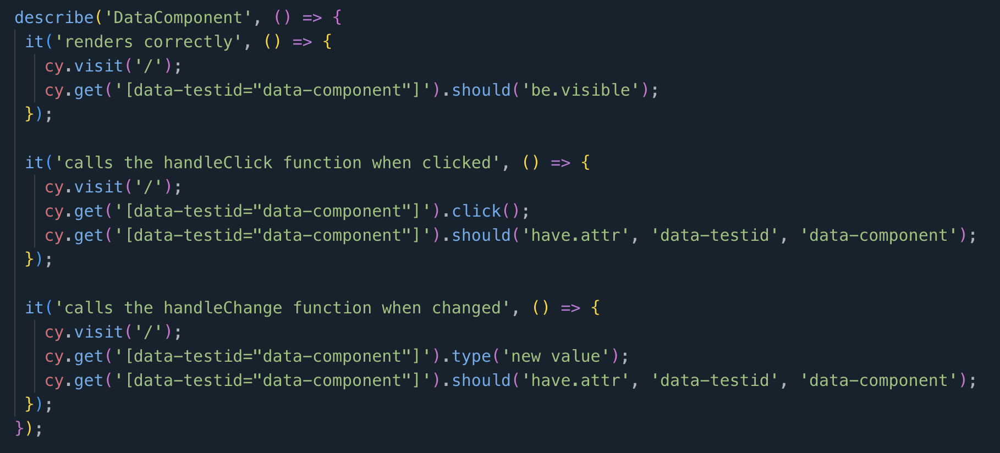 describe('DataComponent', () => {
it('renders correctly', () => {
cy.visit('/');
cy.get('[data-testid="data-component"]').should('be.visible');
});
it('calls the handleClick function when clicked', () => {
cy.visit('/');
cy.get('[data-testid="data-component"]').click();
cy.get('[data-testid="data-component"]').should('have.attr', 'data-testid', 'data-component');
});
it('calls the handleChange function when changed', () => {
cy.visit('/');
cy.get('[data-testid="data-component"]').type('new value');
cy.get('[data-testid="data-component"]').should('have.attr', 'data-testid', 'data-component');
});
});